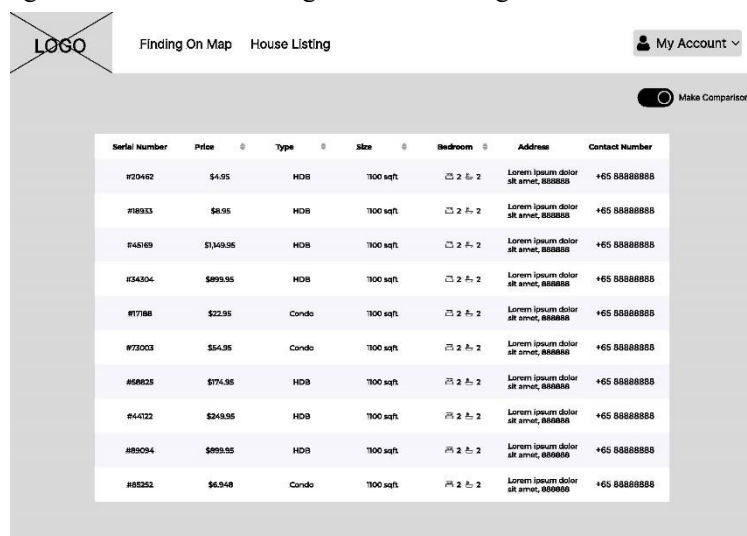 LOGO
Finding On Map House Listing
My Account
Make Comparison
Serial Number Price Type Size Bedroom Address Contact Number
#20462 $4.95 HDB 1100 sqft 2 2 Lorem ipsum dolor sit amet, 888888 +65 88888888
#18933 $8.95 HDB 1100 sqft 2 2 Lorem ipsum dolor sit amet, 888888 +65 88888888
#45169 $1,149.95 HDB 1100 sqft 2 2 Lorem ipsum dolor sit amet, 888888 +65 88888888
#34304 $899.95 HDB 1100 sqft 2 2 Lorem ipsum dolor sit amet, 888888 +65 88888888
#17188 $22.95 Condo 1100 sqft 2 2 Lorem ipsum dolor sit amet, 888888 +65 88888888
#73003 $54.95 Condo 1100 sqft 2 2 Lorem ipsum dolor sit amet, 888888 +65 88888888
#58825 $174.95 HDB 1100 sqft 2 2 Lorem ipsum dolor sit amet, 888888 +65 88888888
#44122 $249.95 HDB 1100 sqft 2 2 Lorem ipsum dolor sit amet, 888888 +65 88888888
#89094 $899.95 HDB 1100 sqft 2 2 Lorem ipsum dolor sit amet, 888888 +65 88888888
#85252 $6.948 Condo 1100 sqft 2 2 Lorem ipsum dolor sit amet, 888888 +65 88888888